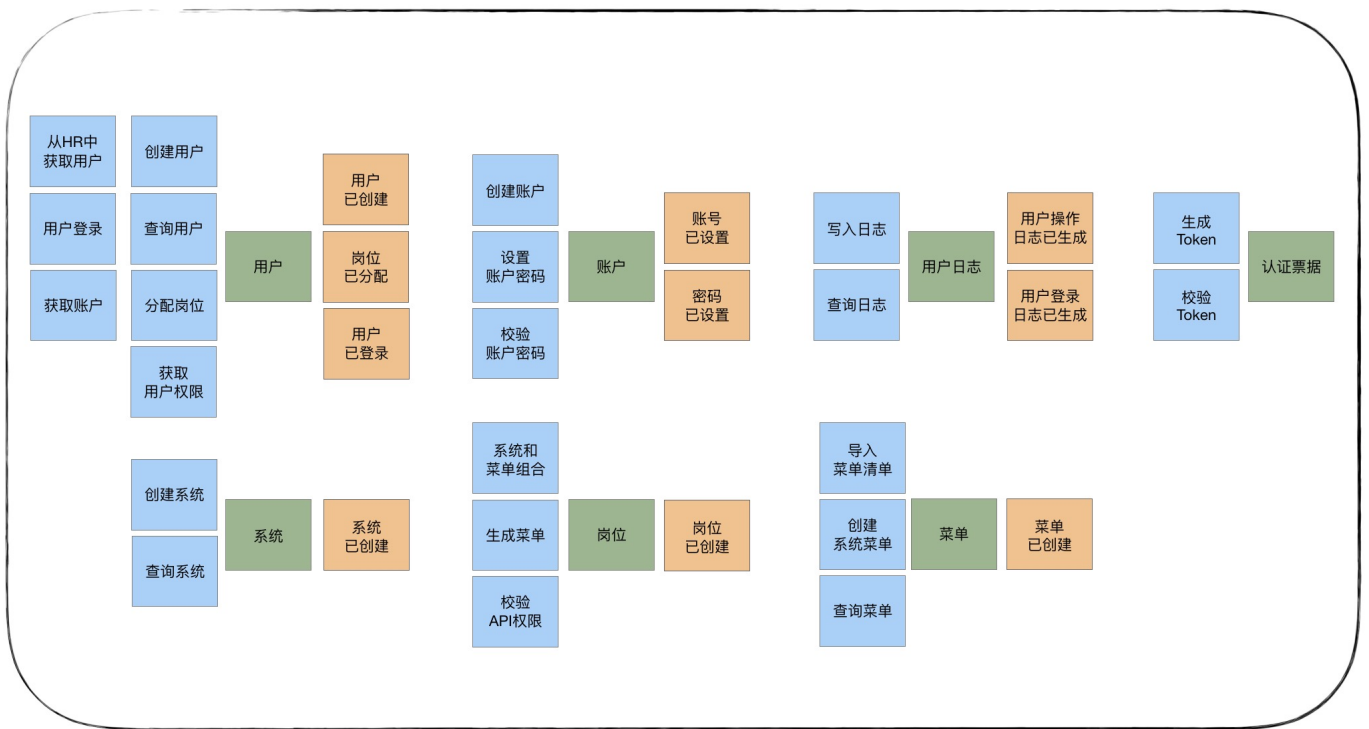 从HR中
获取用户
用户登录
获取账户
创建用户
查询用户
分配岗位
获取
用户权限
用户
用户
已创建
岗位
已分配
用户
已登录
创建账户
设置
账户密码
校验
账户密码
账户
账号
已设置
密码
已设置
写入日志
查询日志
用户日志
用户操作
日志已生成
用户登录
日志已生成
生成
Token
校验
Token
认证票据
创建系统
查询系统
系统
系统
已创建
系统和
菜单组合
生成菜单
校验
API权限
岗位
岗位
已创建
导入
菜单清单
创建
系统菜单
查询菜单
菜单
菜单
已创建